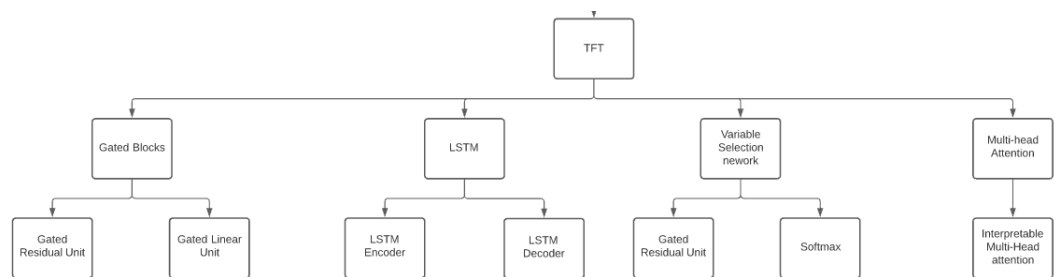 TFT
Gated Blocks
LSTM
Variable
Selection
nework
Multi-head
Attention
Gated
Residual Unit
Gated Linear
Unit
LSTM
Encoder
LSTM
Decoder
Gated
Residual Unit
Softmax
Interpretable
Multi-Head
attention